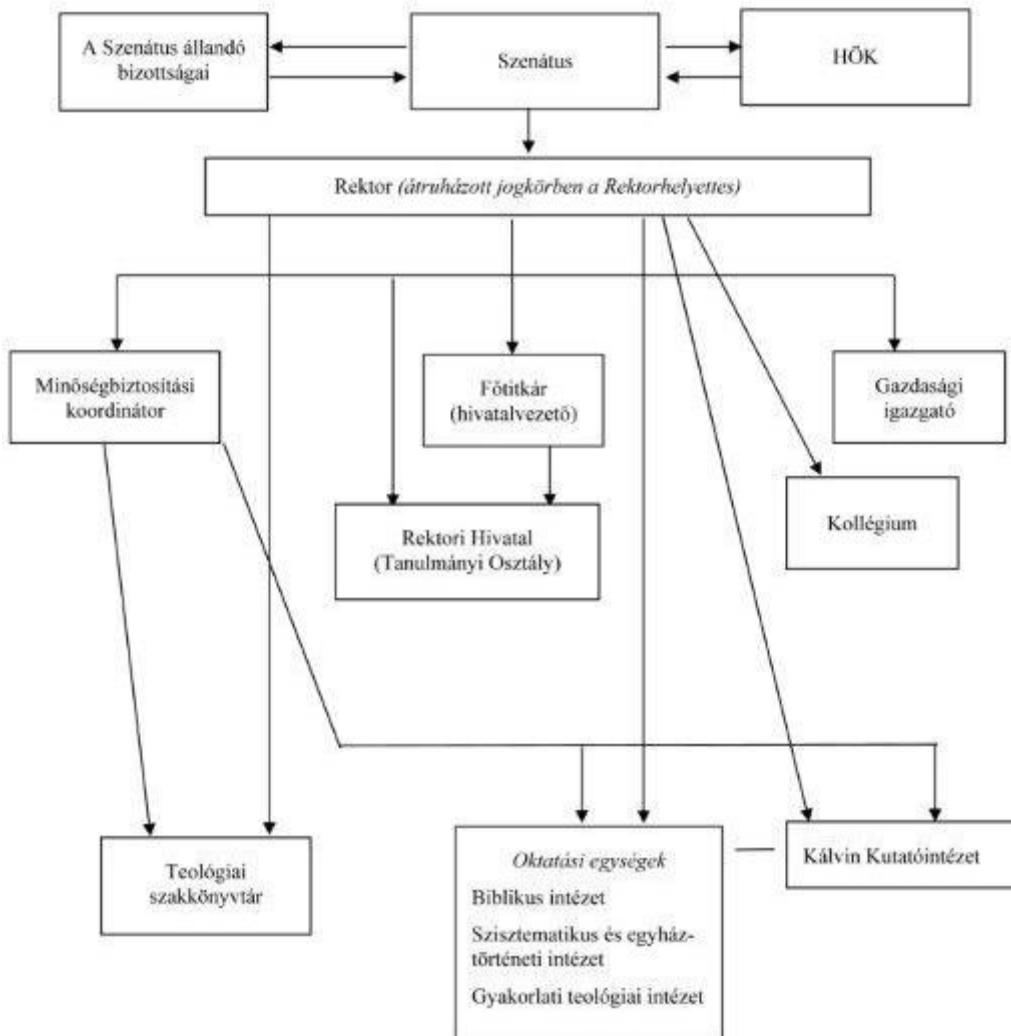 A Szenátus állandó
bizottságai
Szenátus
HÖK
Rektor (átruházott jogkörben a Rektorhelyettes)
Minőségbiztosítási
koordinátor
Főtitkár
(hivatalvezető)
Gazdasági
igazgató
Rektori Hivatal
(Tanulmányi Osztály)
Kollégium
Teológiai
szakkönyvtár
Oktatási egységek
Biblikus intézet
Szisztematikus és egyház-
történeti intézet
Gyakorlati teológiai intézet
Kálvin Kutatóintézet